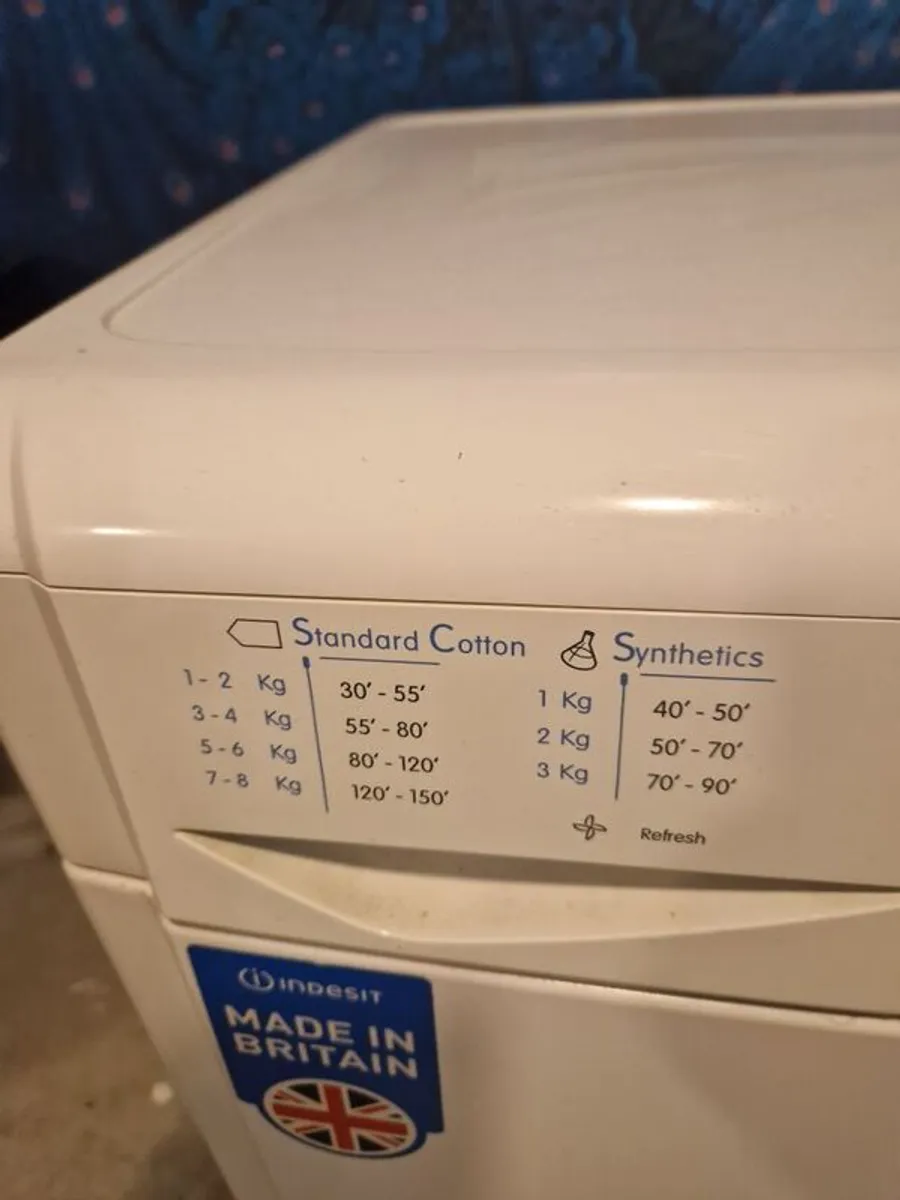 Standard Cotton
1 - 2 Kg 30′ - 55′
3 - 4 Kg 55′ - 80′
5 - 6 Kg 80′ - 120′
7 - 8 Kg 120′ - 150′
Synthetics
1 Kg 40′ - 50′
2 Kg 50′ - 70′
3 Kg 70′ - 90′
Refresh
INDESIT
MADE IN
BRITAIN